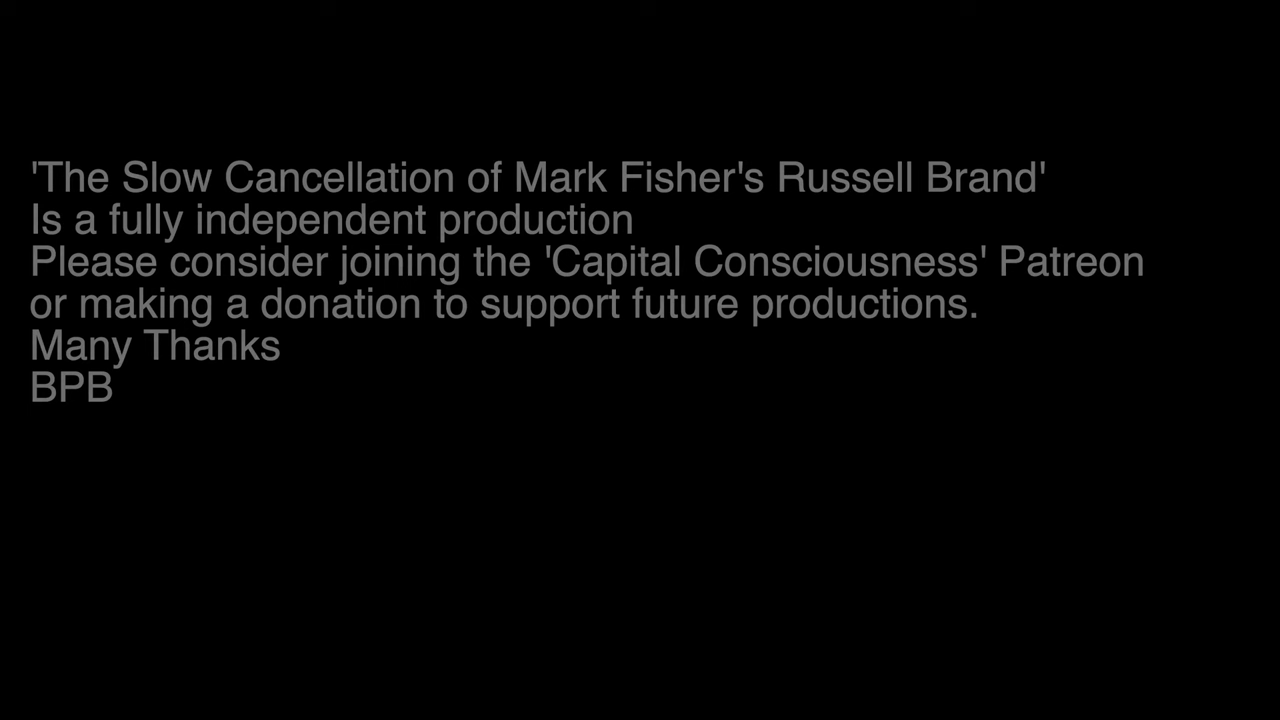 'The Slow Cancellation of Mark Fisher's Russell Brand'
Is a fully independent production
Please consider joining the 'Capital Consciousness' Patreon
or making a donation to support future productions.
Many Thanks
BPB